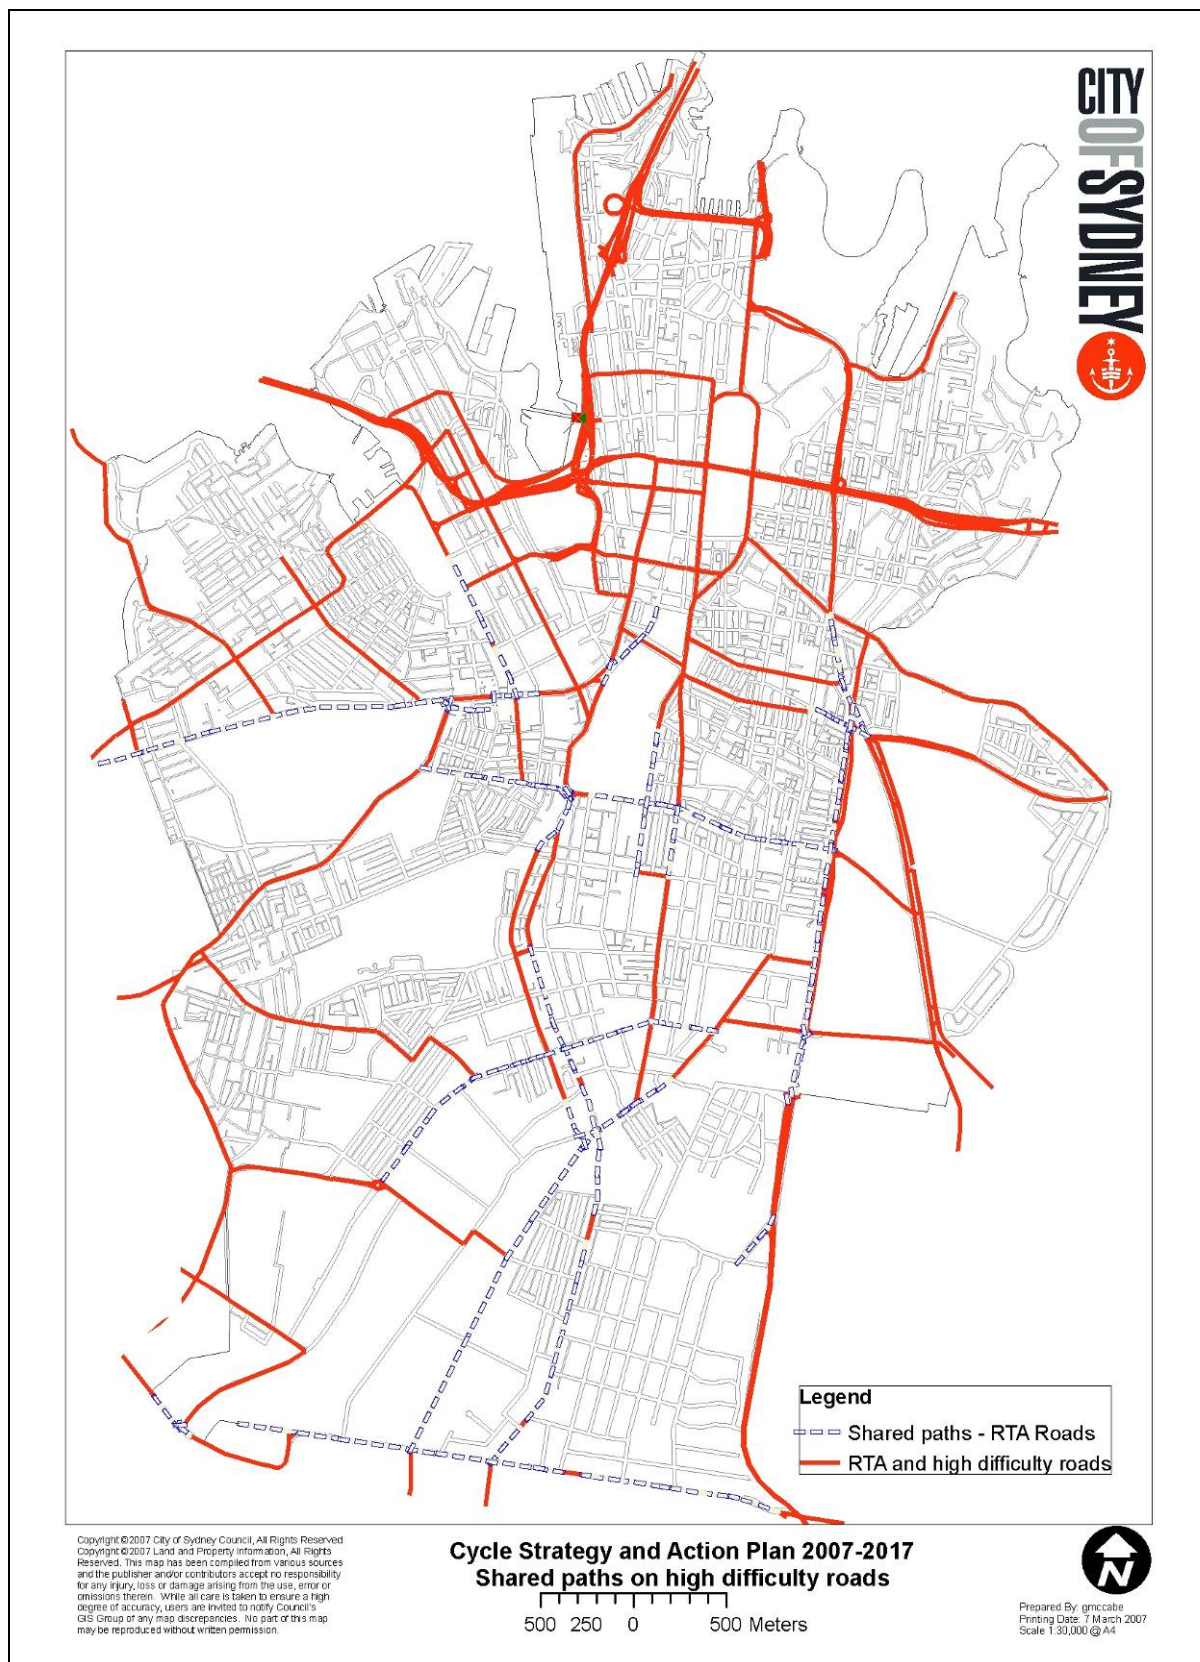 CITY OF SYDNEY
Legend
Shared paths - RTA Roads
RTA and high difficulty roads
Copyright ©2007 City of Sydney Council, All Rights Reserved
Copyright ©2007 Land and Property Information, All Rights
Reserved. This map has been compiled from various sources
and the publisher and/or contributors accept no responsibility
for any injury, loss or damage arising from the use, error or
omissions therein. While all care is taken to ensure a high
degree of accuracy, users are invited to notify Council's
GIS Group of any map discrepancies. No part of this map
may be reproduced without written permission.
Cycle Strategy and Action Plan 2007-2017
Shared paths on high difficulty roads
500 250 0 500 Meters
N
Prepared By: gmccabe
Printing Date: 7 March 2007
Scale 1:30,000 @ A4